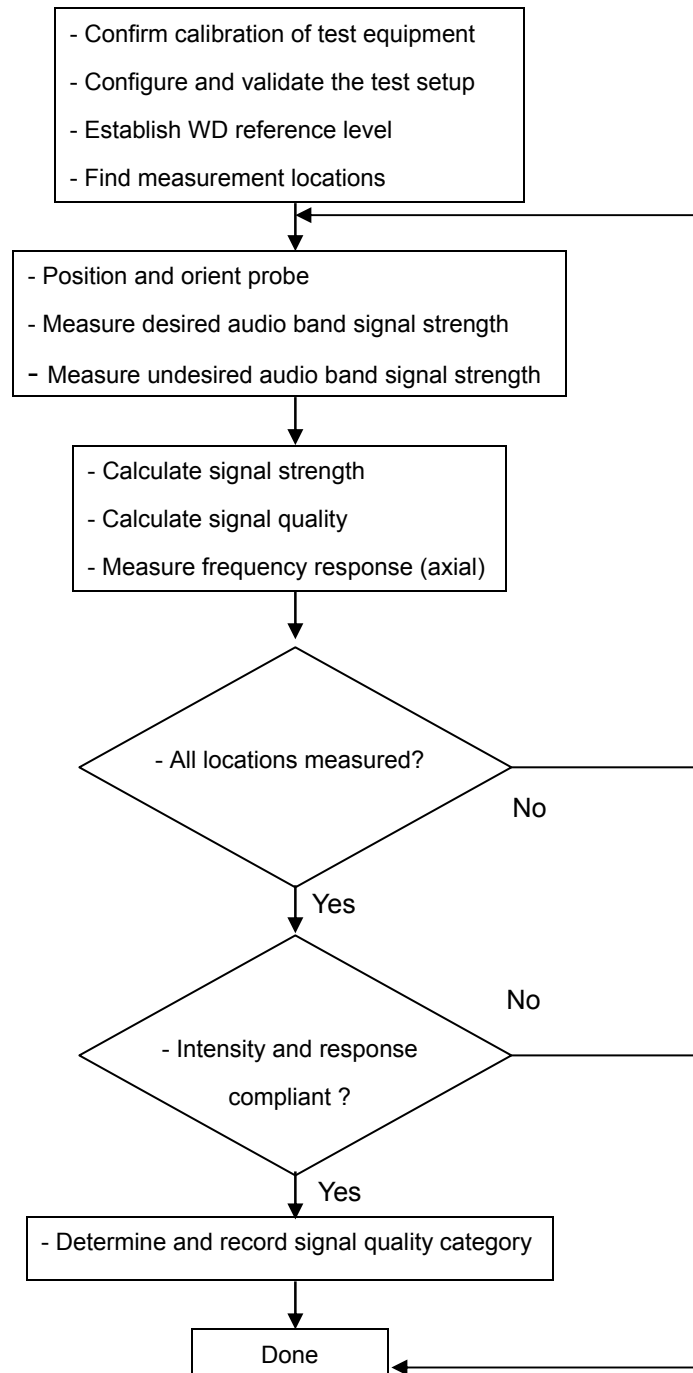 - Confirm calibration of test equipment
- Configure and validate the test setup
- Establish WD reference level
- Find measurement locations
- Position and orient probe
- Measure desired audio band signal strength
- Measure undesired audio band signal strength
- Calculate signal strength
- Calculate signal quality
- Measure frequency response (axial)
- All locations measured?
No
Yes
No
- Intensity and response
compliant ?
Yes
- Determine and record signal quality category
Done